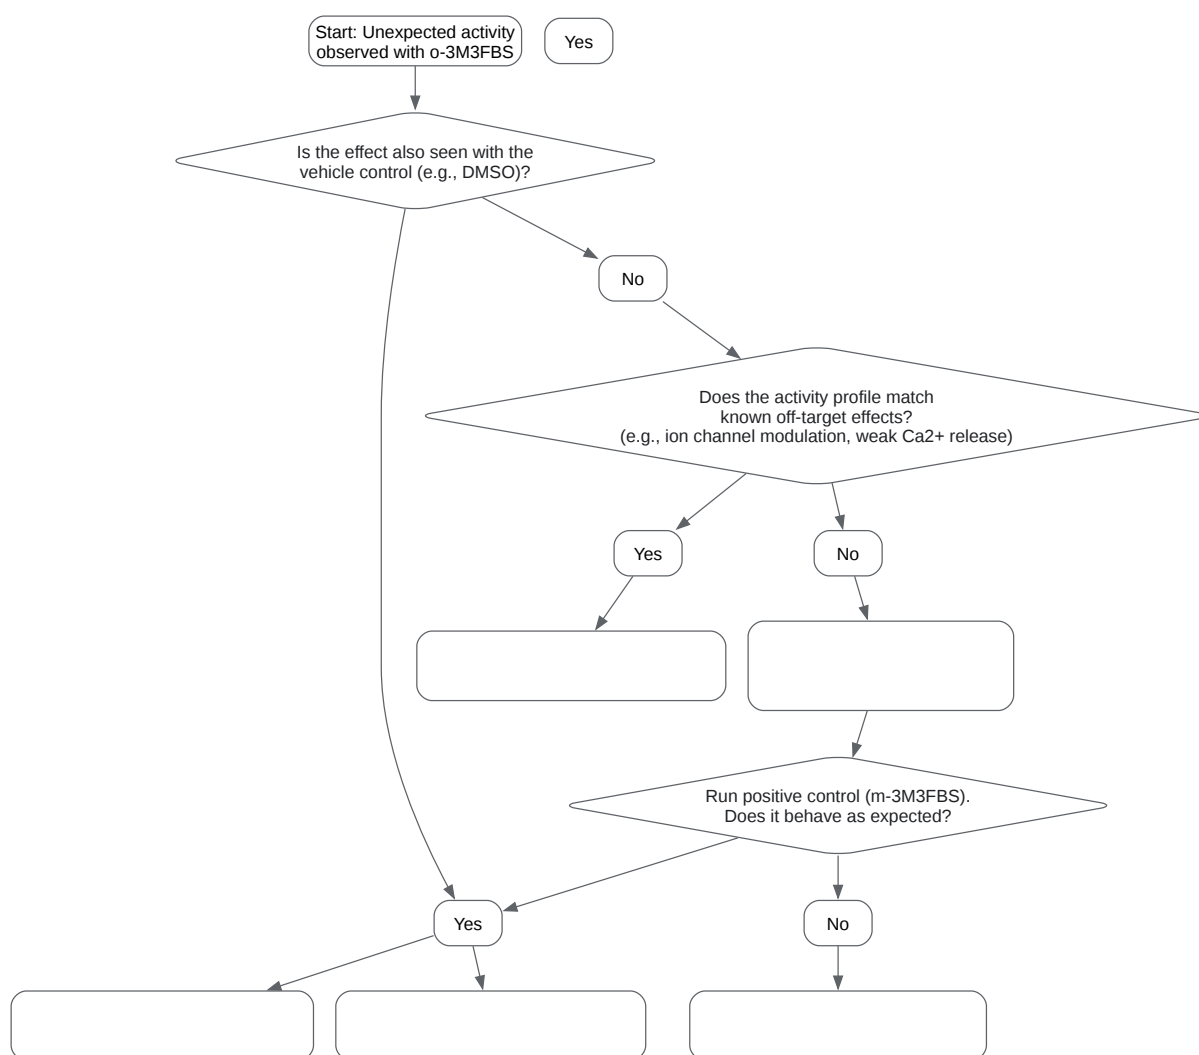 Start: Unexpected activity
observed with o-3M3FBS
Yes
Is the effect also seen with the
vehicle control (e.g., DMSO)?
No
Does the activity profile match
known off-target effects?
(e.g., ion channel modulation, weak Ca2+ release)
Yes
No
Run positive control (m-3M3FBS).
Does it behave as expected?
Yes
No